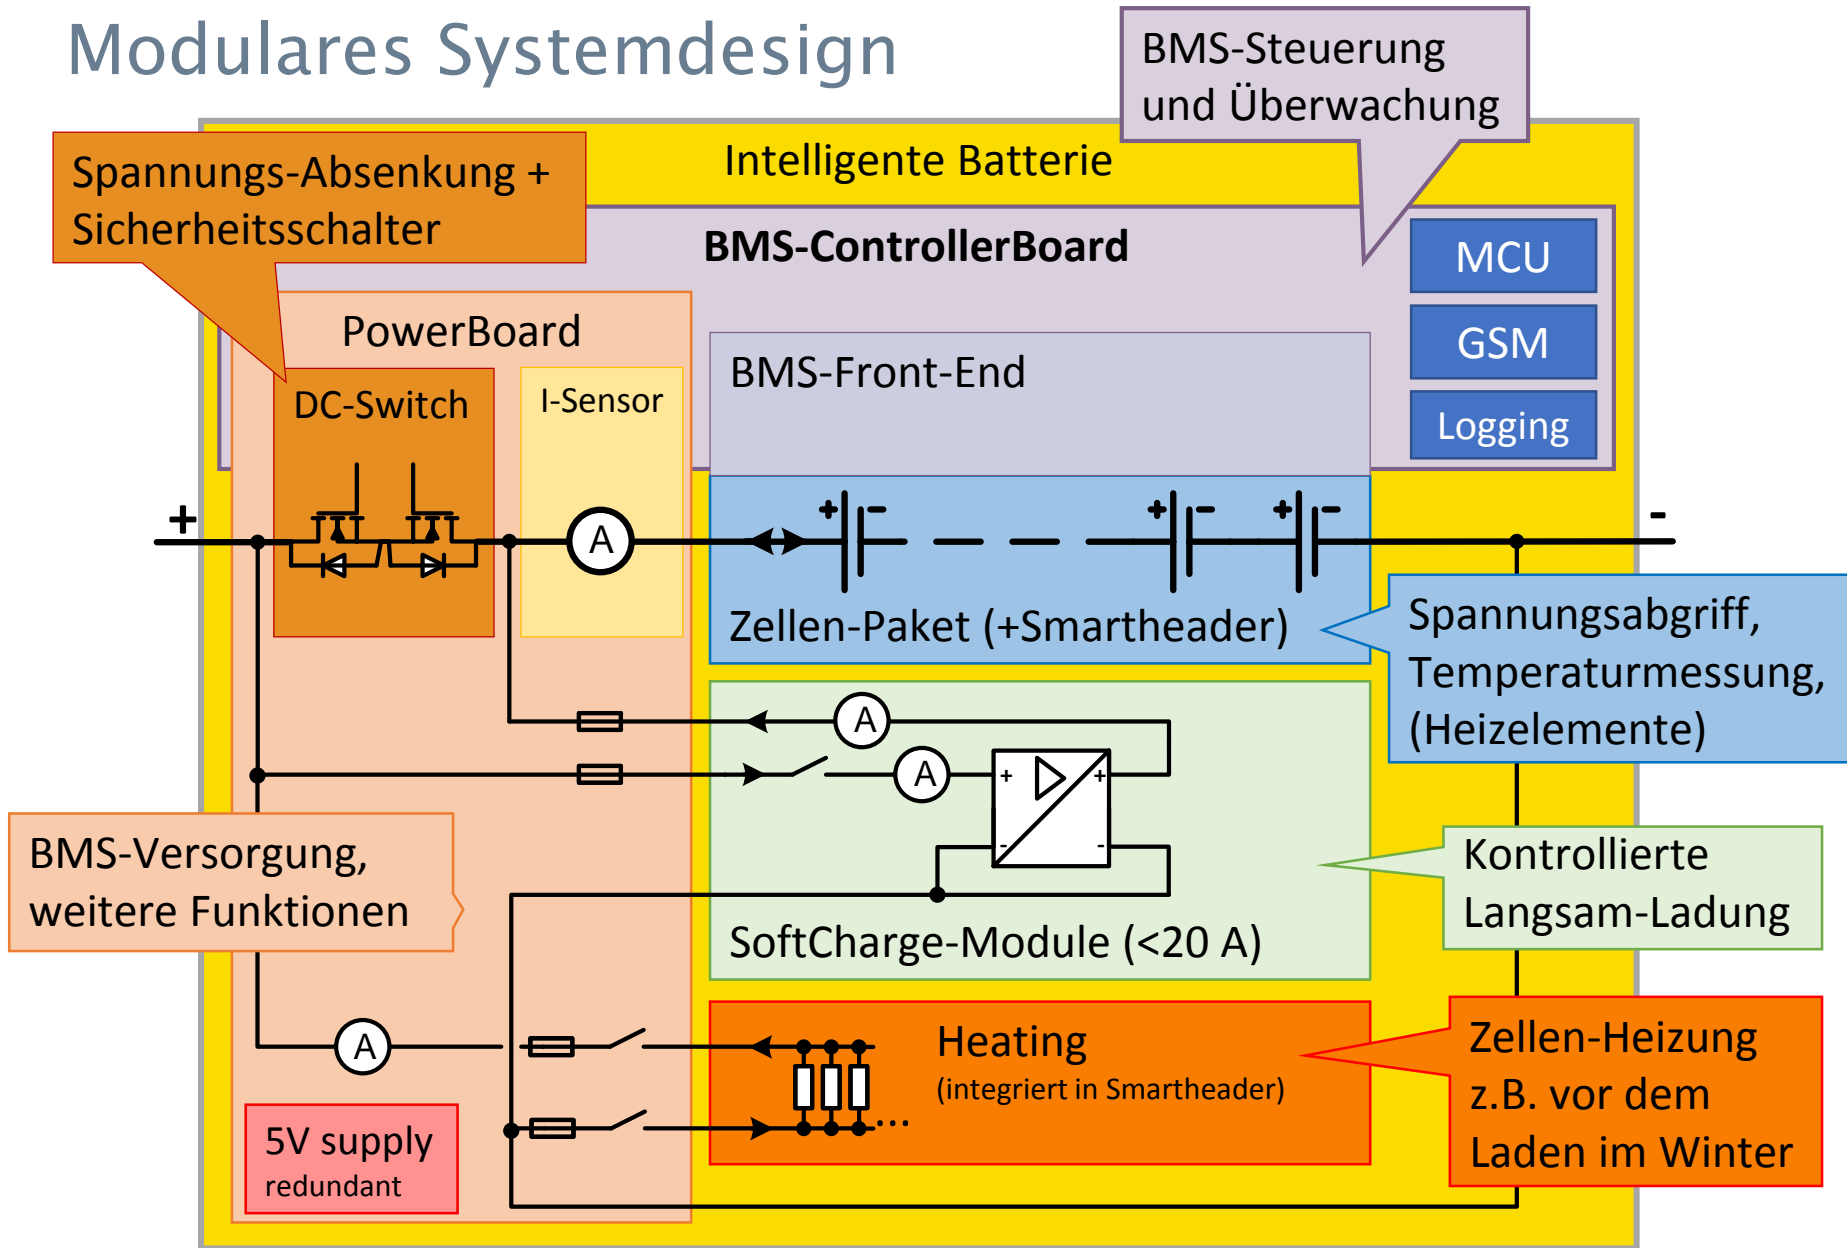 Modulares Systemdesign
BMS-Steuerung
und Überwachung
Spannungs-Absenkung +
Sicherheitsschalter
Intelligente Batterie
BMS-ControllerBoard
MCU
GSM
Logging
PowerBoard
DC-Switch
I-Sensor
BMS-Front-End
+
A
+ -
+ -
+ -
-
Zellen-Paket (+Smartheader)
Spannungsabgriff,
Temperaturmessung,
(Heizelemente)
A
A
+ +
- -
BMS-Versorgung,
weitere Funktionen
Kontrollierte
Langsam-Ladung
SoftCharge-Module (<20 A)
A
Heating
(integriert in Smartheader)
...
Zellen-Heizung
z.B. vor dem
Laden im Winter
5V supply
redundant